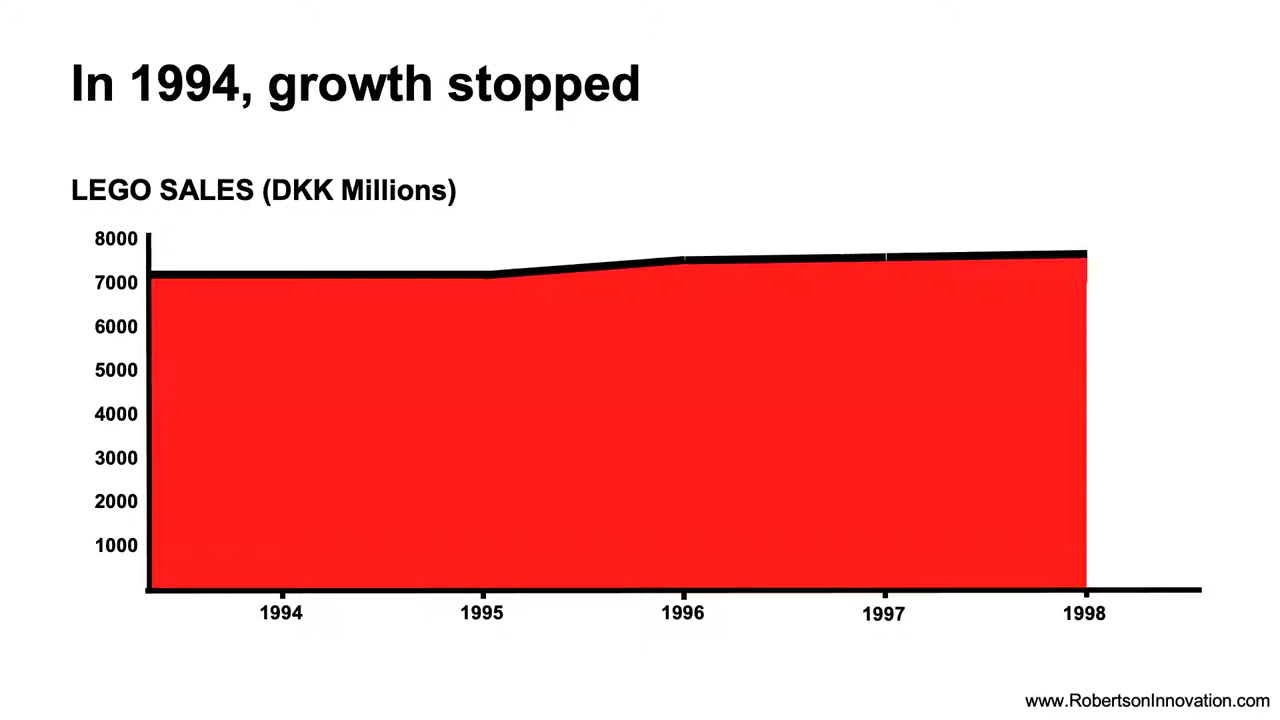 In 1994, growth stopped
LEGO SALES (DKK Millions)
8000
7000
6000
5000
4000
3000
2000
1000
1994 1995 1996 1997 1998
www.RobertsonInnovation.com